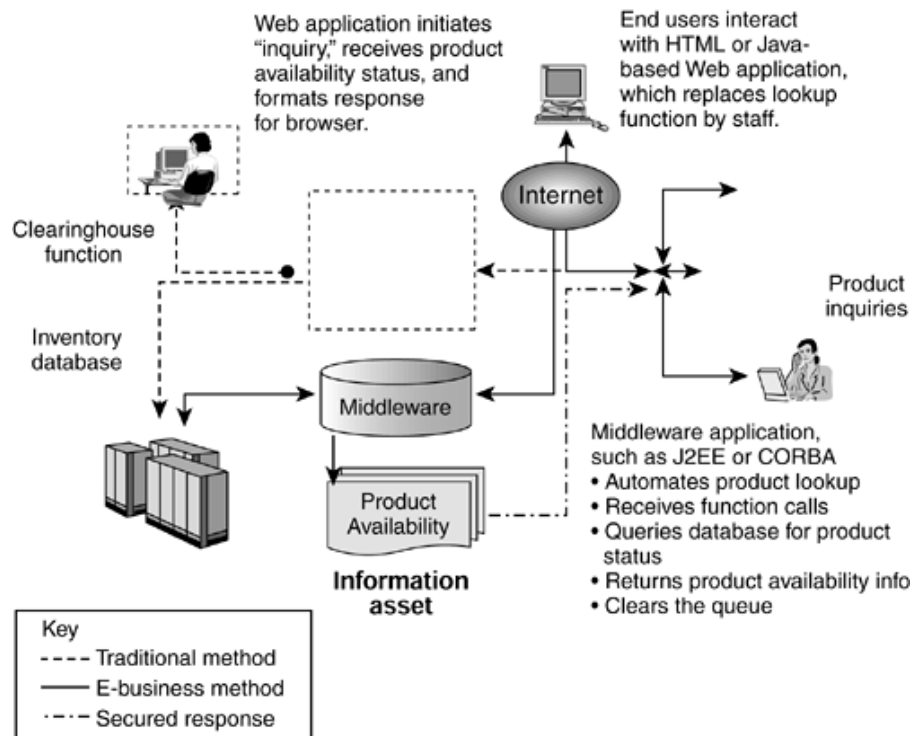 Web application initiates
“inquiry,” receives product
availability status, and
formats response
for browser.
End users interact
with HTML or Java-
based Web application,
which replaces lookup
function by staff.
Internet
Clearinghouse
function
Product
inquiries
Inventory
database
Middleware
Middleware application,
such as J2EE or CORBA
• Automates product lookup
• Receives function calls
• Queries database for product
status
• Returns product availability info
• Clears the queue
Product
Availability
Information
asset
Key
Traditional method
E-business method
Secured response